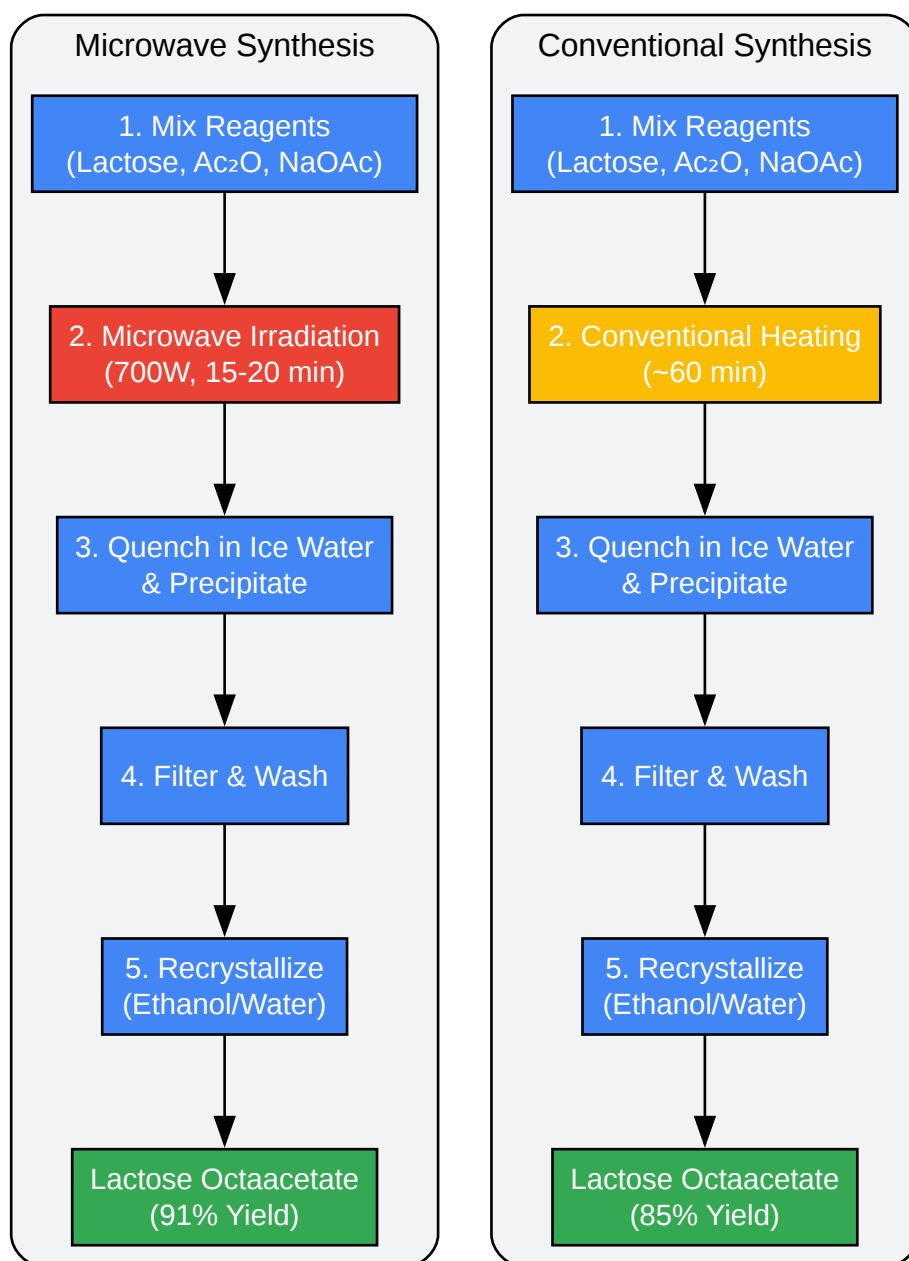 Microwave Synthesis
1. Mix Reagents
(Lactose, Ac₂O, NaOAc)
2. Microwave Irradiation
(700W, 15-20 min)
3. Quench in Ice Water
& Precipitate
4. Filter & Wash
5. Recrystallize
(Ethanol/Water)
Lactose Octaacetate
(91% Yield)
Conventional Synthesis
1. Mix Reagents
(Lactose, Ac₂O, NaOAc)
2. Conventional Heating
(~60 min)
3. Quench in Ice Water
& Precipitate
4. Filter & Wash
5. Recrystallize
(Ethanol/Water)
Lactose Octaacetate
(85% Yield)